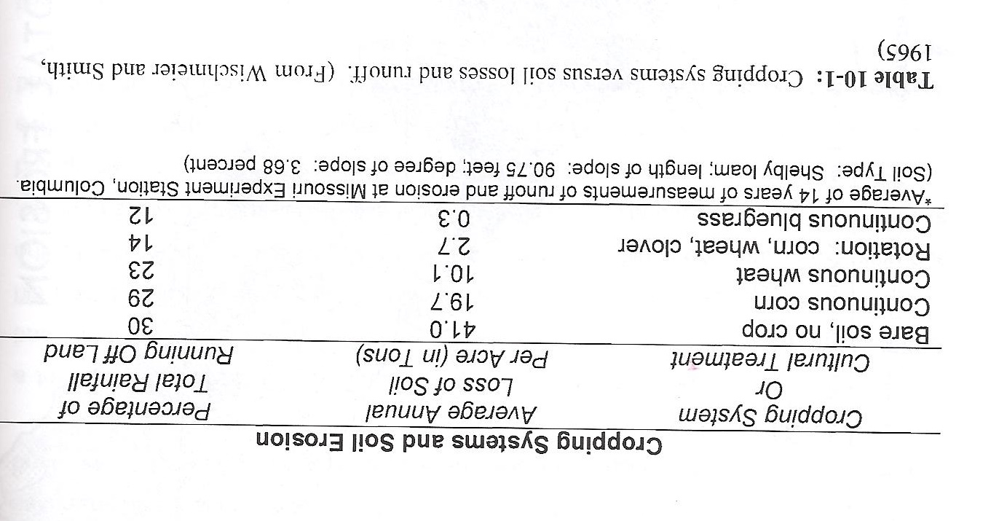 Cropping Systems and Soil Erosion
Cropping System Average Annual Percentage of
Or Loss of Soil Total Rainfall
Cultural Treatment Per Acre (in Tons) Running Off Land
Bare soil, no crop 41.0 30
Continuous corn 19.7 29
Continuous wheat 10.1 23
Rotation: corn, wheat, clover 2.7 14
Continuous bluegrass 0.3 12
*Average of 14 years of measurements of runoff and erosion at Missouri Experiment Station, Columbia.
(Soil Type: Shelby loam; length of slope: 90.75 feet; degree of slope: 3.68 percent)
Table 10-1: Cropping systems versus soil losses and runoff. (From Wischmeier and Smith,
1965)